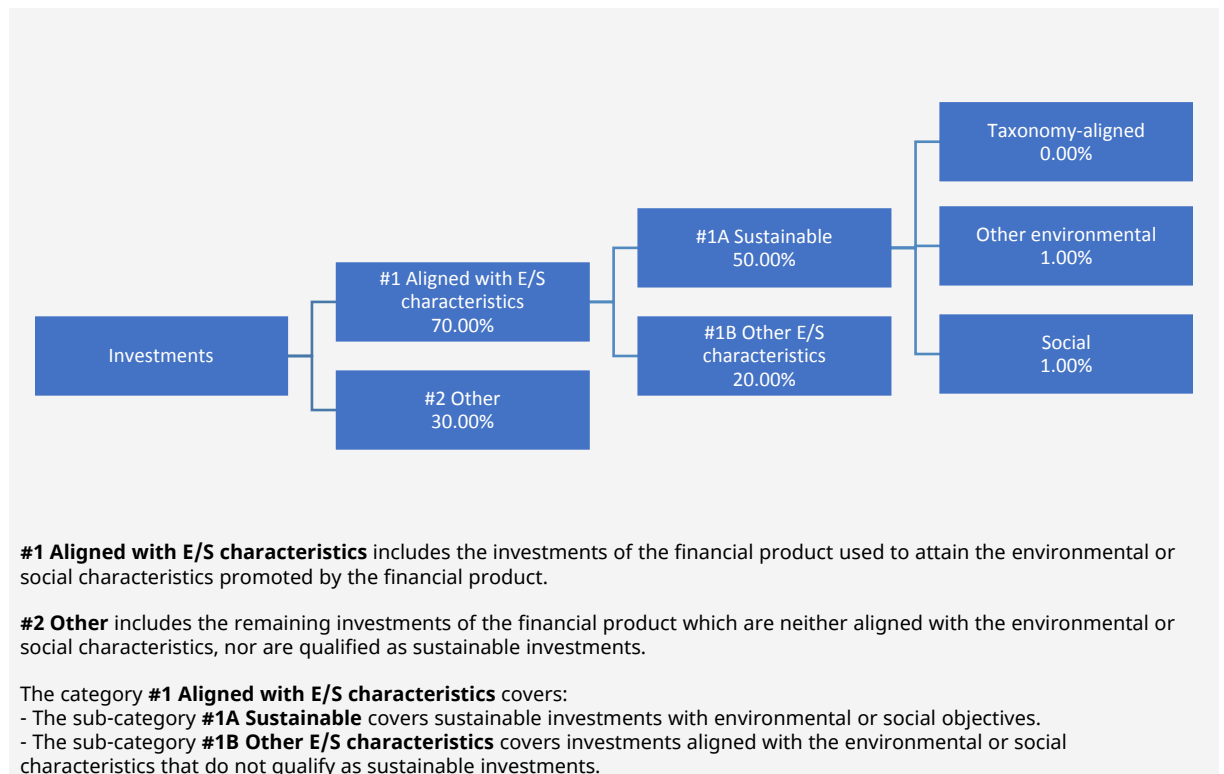 Investments
#1 Aligned with E/S
characteristics
70.00%
#2 Other
30.00%
#1A Sustainable
50.00%
#1B Other E/S
characteristics
20.00%
Taxonomy-aligned
0.00%
Other environmental
1.00%
Social
1.00%
#1 Aligned with E/S characteristics includes the investments of the financial product used to attain the environmental or
social characteristics promoted by the financial product.
#2 Other includes the remaining investments of the financial product which are neither aligned with the environmental or
social characteristics, nor are qualified as sustainable investments.
The category #1 Aligned with E/S characteristics covers:
- The sub-category #1A Sustainable covers sustainable investments with environmental or social objectives.
- The sub-category #1B Other E/S characteristics covers investments aligned with the environmental or social
characteristics that do not qualify as sustainable investments.